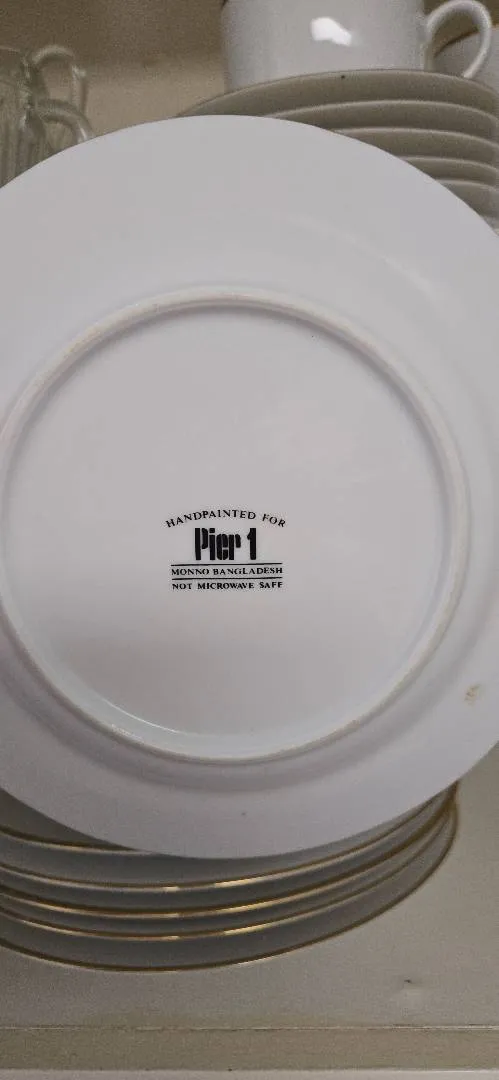 HANDPAINTED FOR
Pier 1
MONNO BANGLADESH
NOT MICROWAVE SAFE